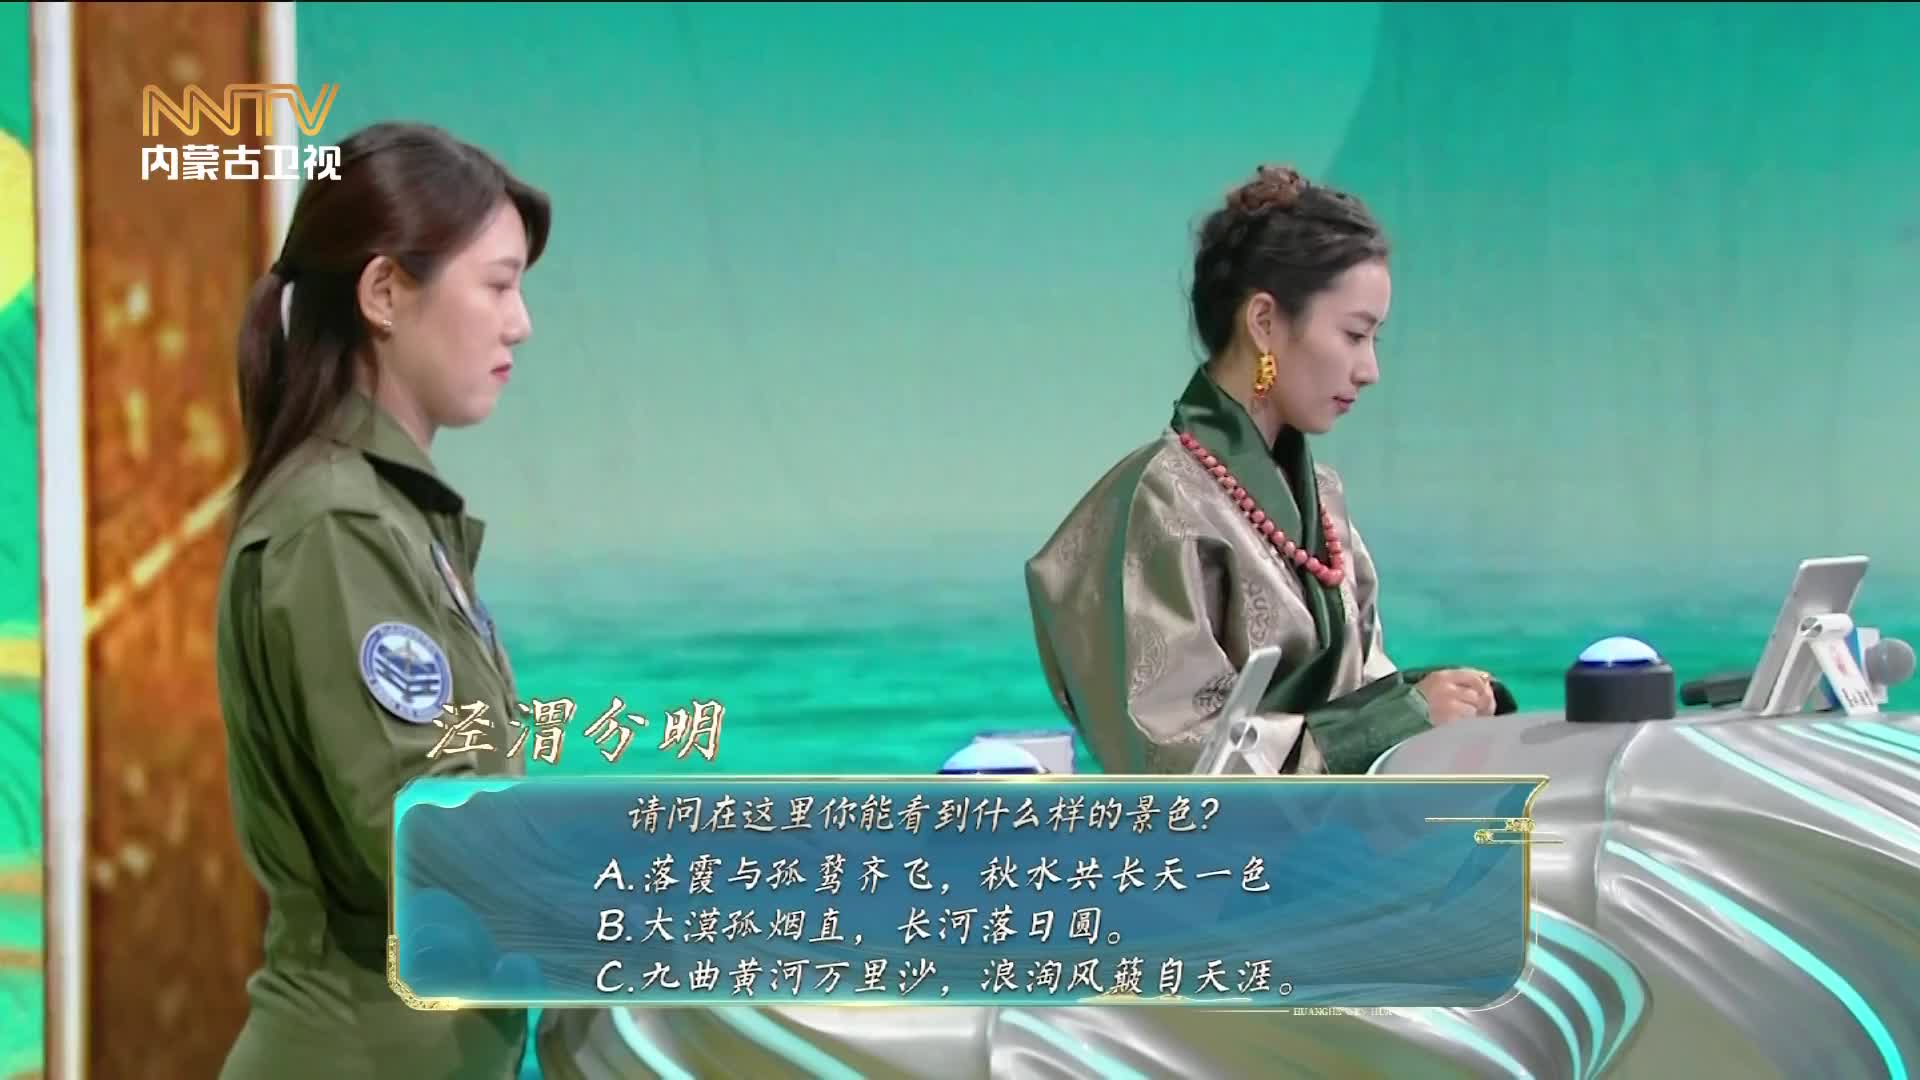 NNTV
内蒙古卫视
泾渭分明
请问在这里你能看到什么样的景色?
A.落霞与孤鹜齐飞，秋水共长天一色
B.大漠孤烟直，长河落日圆。
C.九曲黄河万里沙，浪淘风簸自天涯。